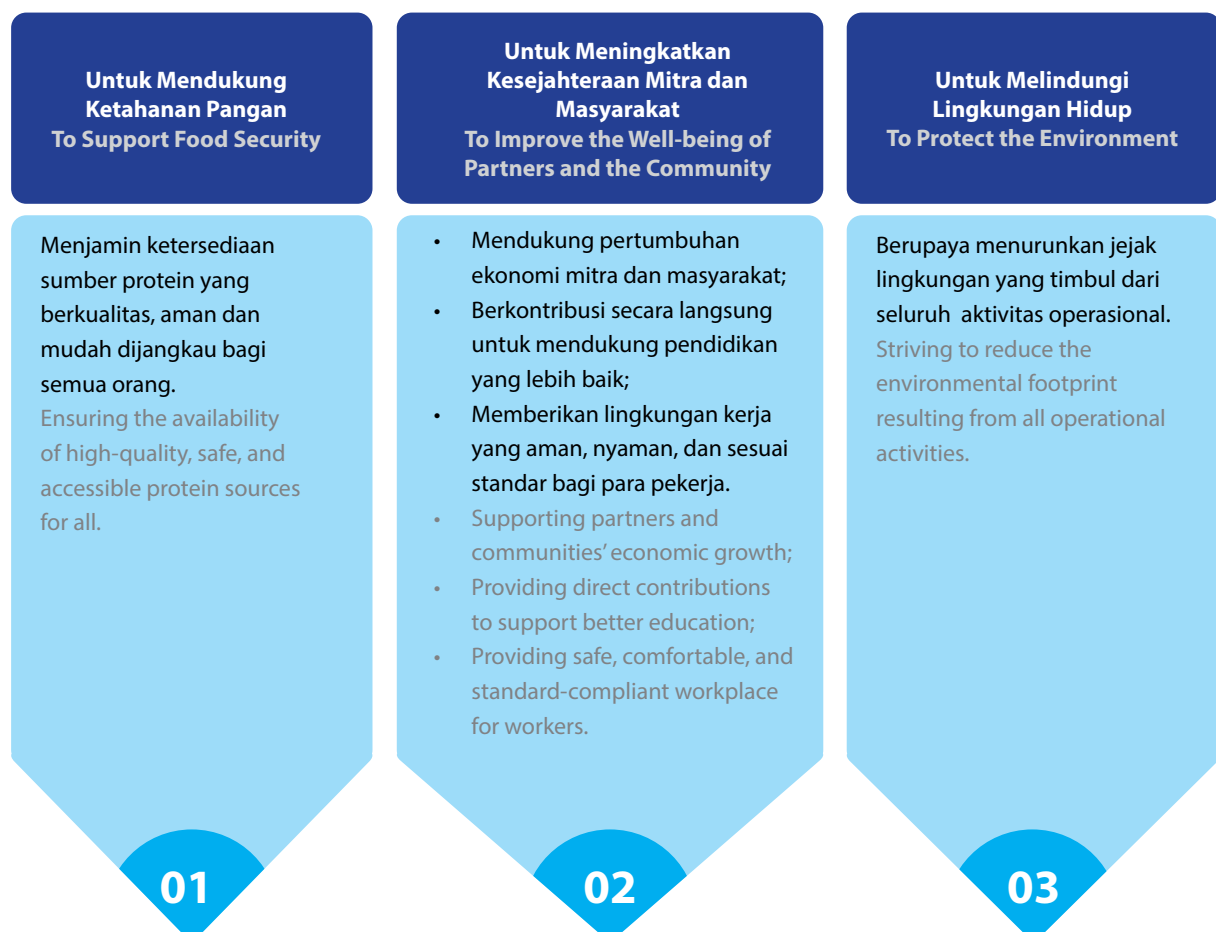 Untuk Mendukung
Ketahanan Pangan
To Support Food Security
Menjamin ketersediaan
sumber protein yang
berkualitas, aman dan
mudah dijangkau bagi
semua orang.
Ensuring the availability
of high-quality, safe, and
accessible protein sources
for all.
01
Untuk Meningkatkan
Kesejahteraan Mitra dan
Masyarakat
To Improve the Well-being of
Partners and the Community
• Mendukung pertumbuhan
ekonomi mitra dan masyarakat;
• Berkontribusi secara langsung
untuk mendukung pendidikan
yang lebih baik;
• Memberikan lingkungan kerja
yang aman, nyaman, dan sesuai
standar bagi para pekerja.
• Supporting partners and
communities' economic growth;
• Providing direct contributions
to support better education;
• Providing safe, comfortable, and
standard-compliant workplace
for workers.
02
Untuk Melindungi
Lingkungan Hidup
To Protect the Environment
Berupaya menurunkan jejak
lingkungan yang timbul dari
seluruh aktivitas operasional.
Striving to reduce the
environmental footprint
resulting from all operational
activities.
03